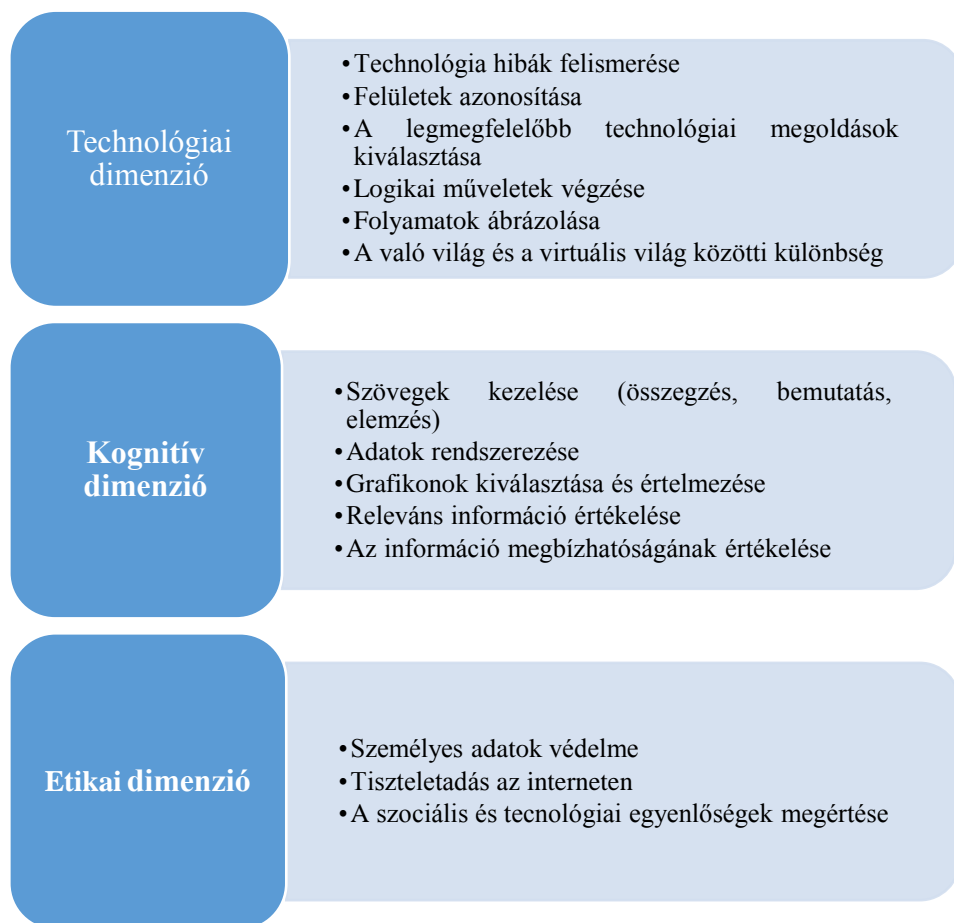 Technológiai
dimenzió
•Technológia hibák felismerése
•Felületek azonosítása
•A legmegfelelőbb technológiai megoldások
kiválasztása
•Logikai műveletek végzése
•Folyamatok ábrázolása
•A való világ és a virtuális világ közötti különbség
Kognitív
dimenzió
•Szövegek kezelése (összegzés, bemutatás,
elemzés)
•Adatok rendszerezése
•Grafikonok kiválasztása és értelmezése
•Releváns információ értékelése
•Az információ megbízhatóságának értékelése
Etikai dimenzió
•Személyes adatok védelme
•Tiszteletadás az interneten
•A szociális és tecnológiai egyenlőségek megértése